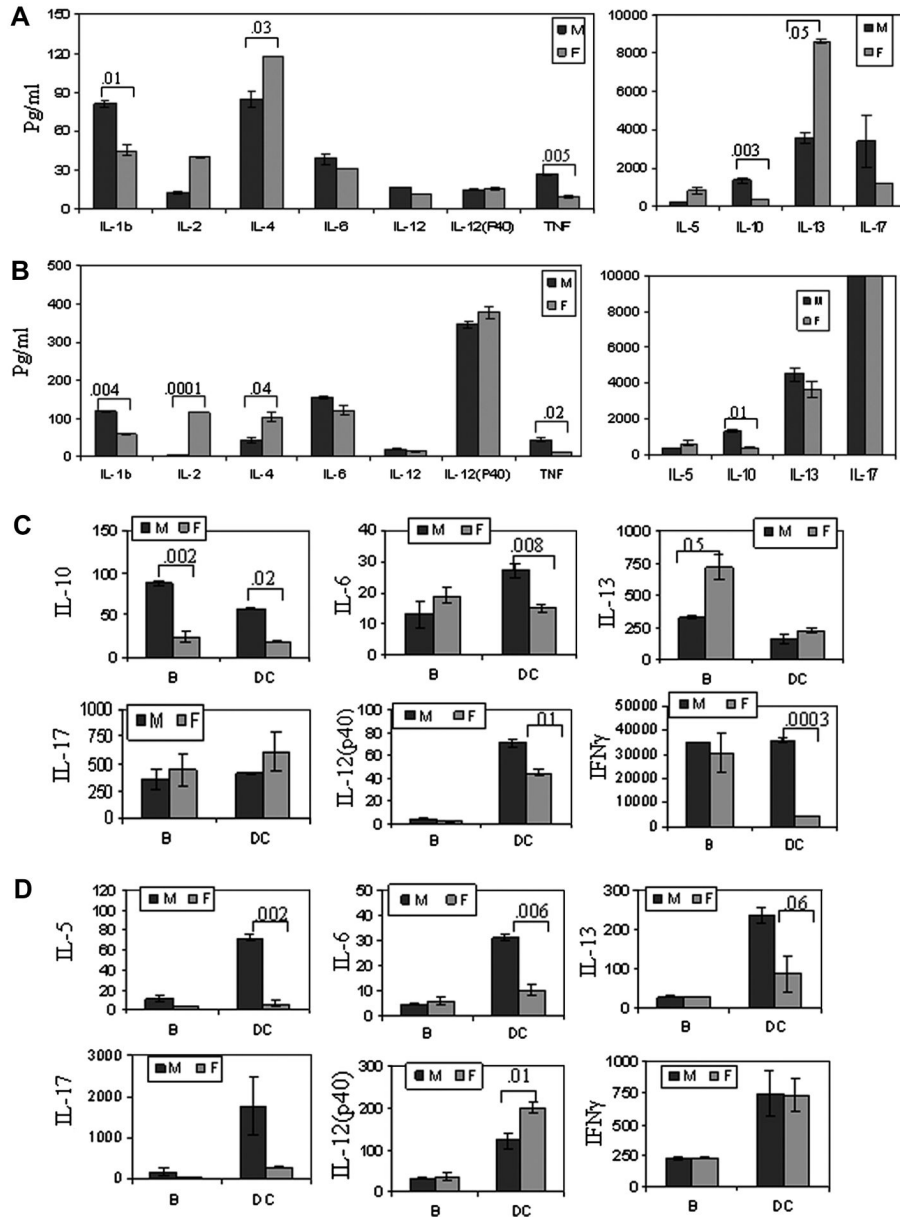 A
Pg/ml
150
120
90
60
30
0
.01
.03
.005
M
F
IL-1b IL-2 IL-4 IL-6 IL-12 IL-12(P40) TNF
10000
8000
6000
4000
2000
0
.003
.05
M
F
IL-5 IL-10 IL-13 IL-17
B
Pg/ml
500
400
300
200
100
0
.004
.0001
.04
.02
M
F
IL-1b IL-2 IL-4 IL-6 IL-12 IL-12(P40) TNF
10000
8000
6000
4000
2000
0
.01
M
F
IL-5 IL-10 IL-13 IL-17
C
IL-10
150
100
50
0
M F
.002
.02
B DC
IL-6
40
30
20
10
0
M F
.008
B DC
IL-13
1000
750
500
250
0
M F
.05
B DC
IL-17
1000
750
500
250
0
M F
B DC
IL-12(p40)
100
80
60
40
20
0
M F
.01
B DC
IFNγ
50000
40000
30000
20000
10000
0
M F
.0003
B DC
D
IL-5
120
100
80
60
40
20
0
M F
.002
B DC
IL-6
50
40
30
20
10
0
M F
.006
B DC
IL-13
300
200
100
0
M F
.06
B DC
IL-17
3000
2000
1000
0
M F
B DC
IL-12(p40)
300
200
100
0
M F
.01
B DC
IFNγ
1000
750
500
250
0
M F
B DC